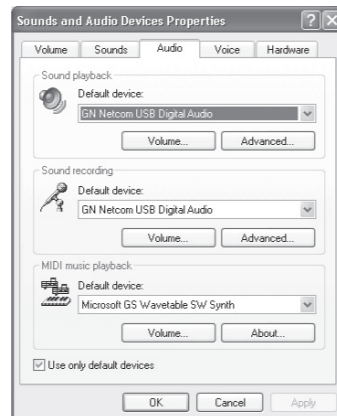 Sounds and Audio Devices Properties ? X
Volume Sounds Audio Voice Hardware
Sound playback
Default device:
GN Netcom USB Digital Audio
Volume... Advanced...
Sound recording
Default device:
GN Netcom USB Digital Audio
Volume... Advanced...
MIDI music playback
Default device:
Microsoft GS Wavetable SW Synth
Volume... About...
Use only default devices
OK Cancel Apply